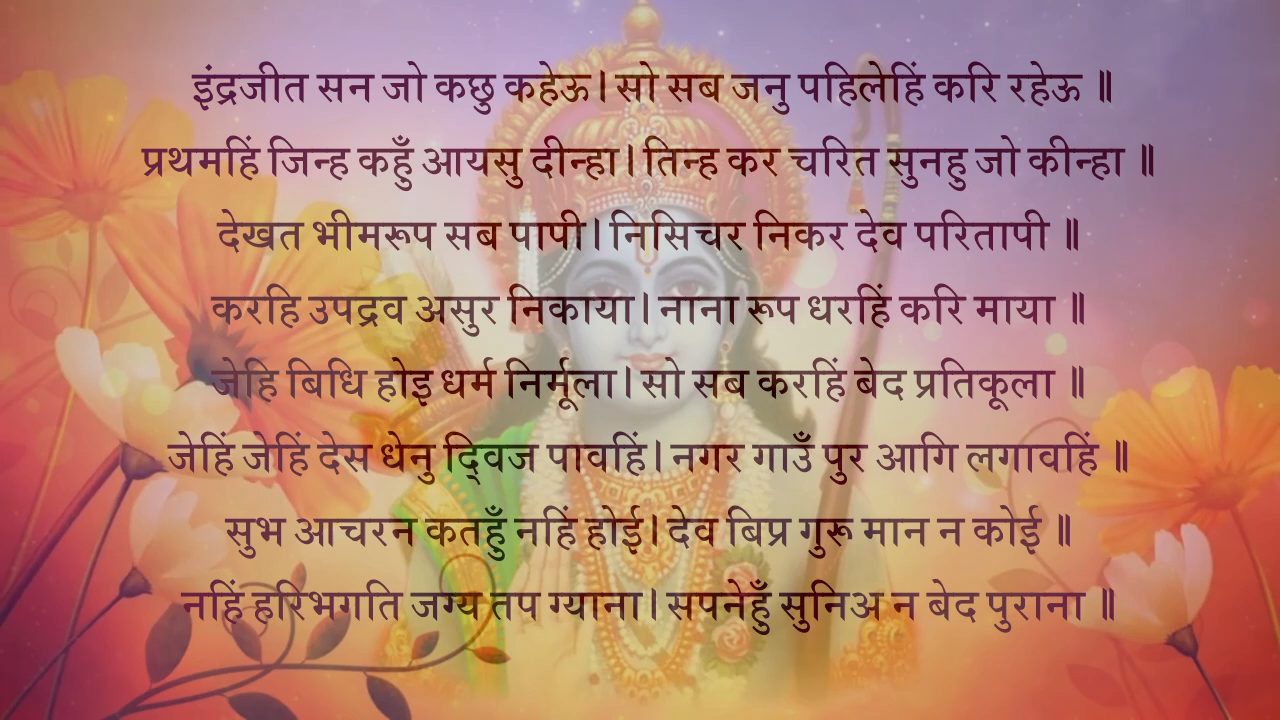 इंद्रजीत सन जो कछु कहेऊ। सो सब जनु पहिलेहिं करि रहेऊ ॥
प्रथमहिं जिन्ह कहुँ आयसु दीन्हा। तिन्ह कर चरित सुनहु जो कीन्हा ॥
देखत भीमरूप सब पापी। निसिचर निकर देव परितापी ॥
करहि उपद्रव असुर निकाया। नाना रूप धरहिं करि माया ॥
जेहि बिधि होइ धर्म निर्मूला। सो सब करहिं बेद प्रतिकूला ॥
जेहिं जेहिं देस धेनु द्विज पावहिं। नगर गाउँ पुर आगि लगावहिं ॥
सुभ आचरन कतहुँ नहिं होई। देव बिप्र गुरू मान न कोई ॥
नहिं हरिभगति जग्य तप ग्याना। सपनेहुँ सुनिअ न बेद पुराना ॥